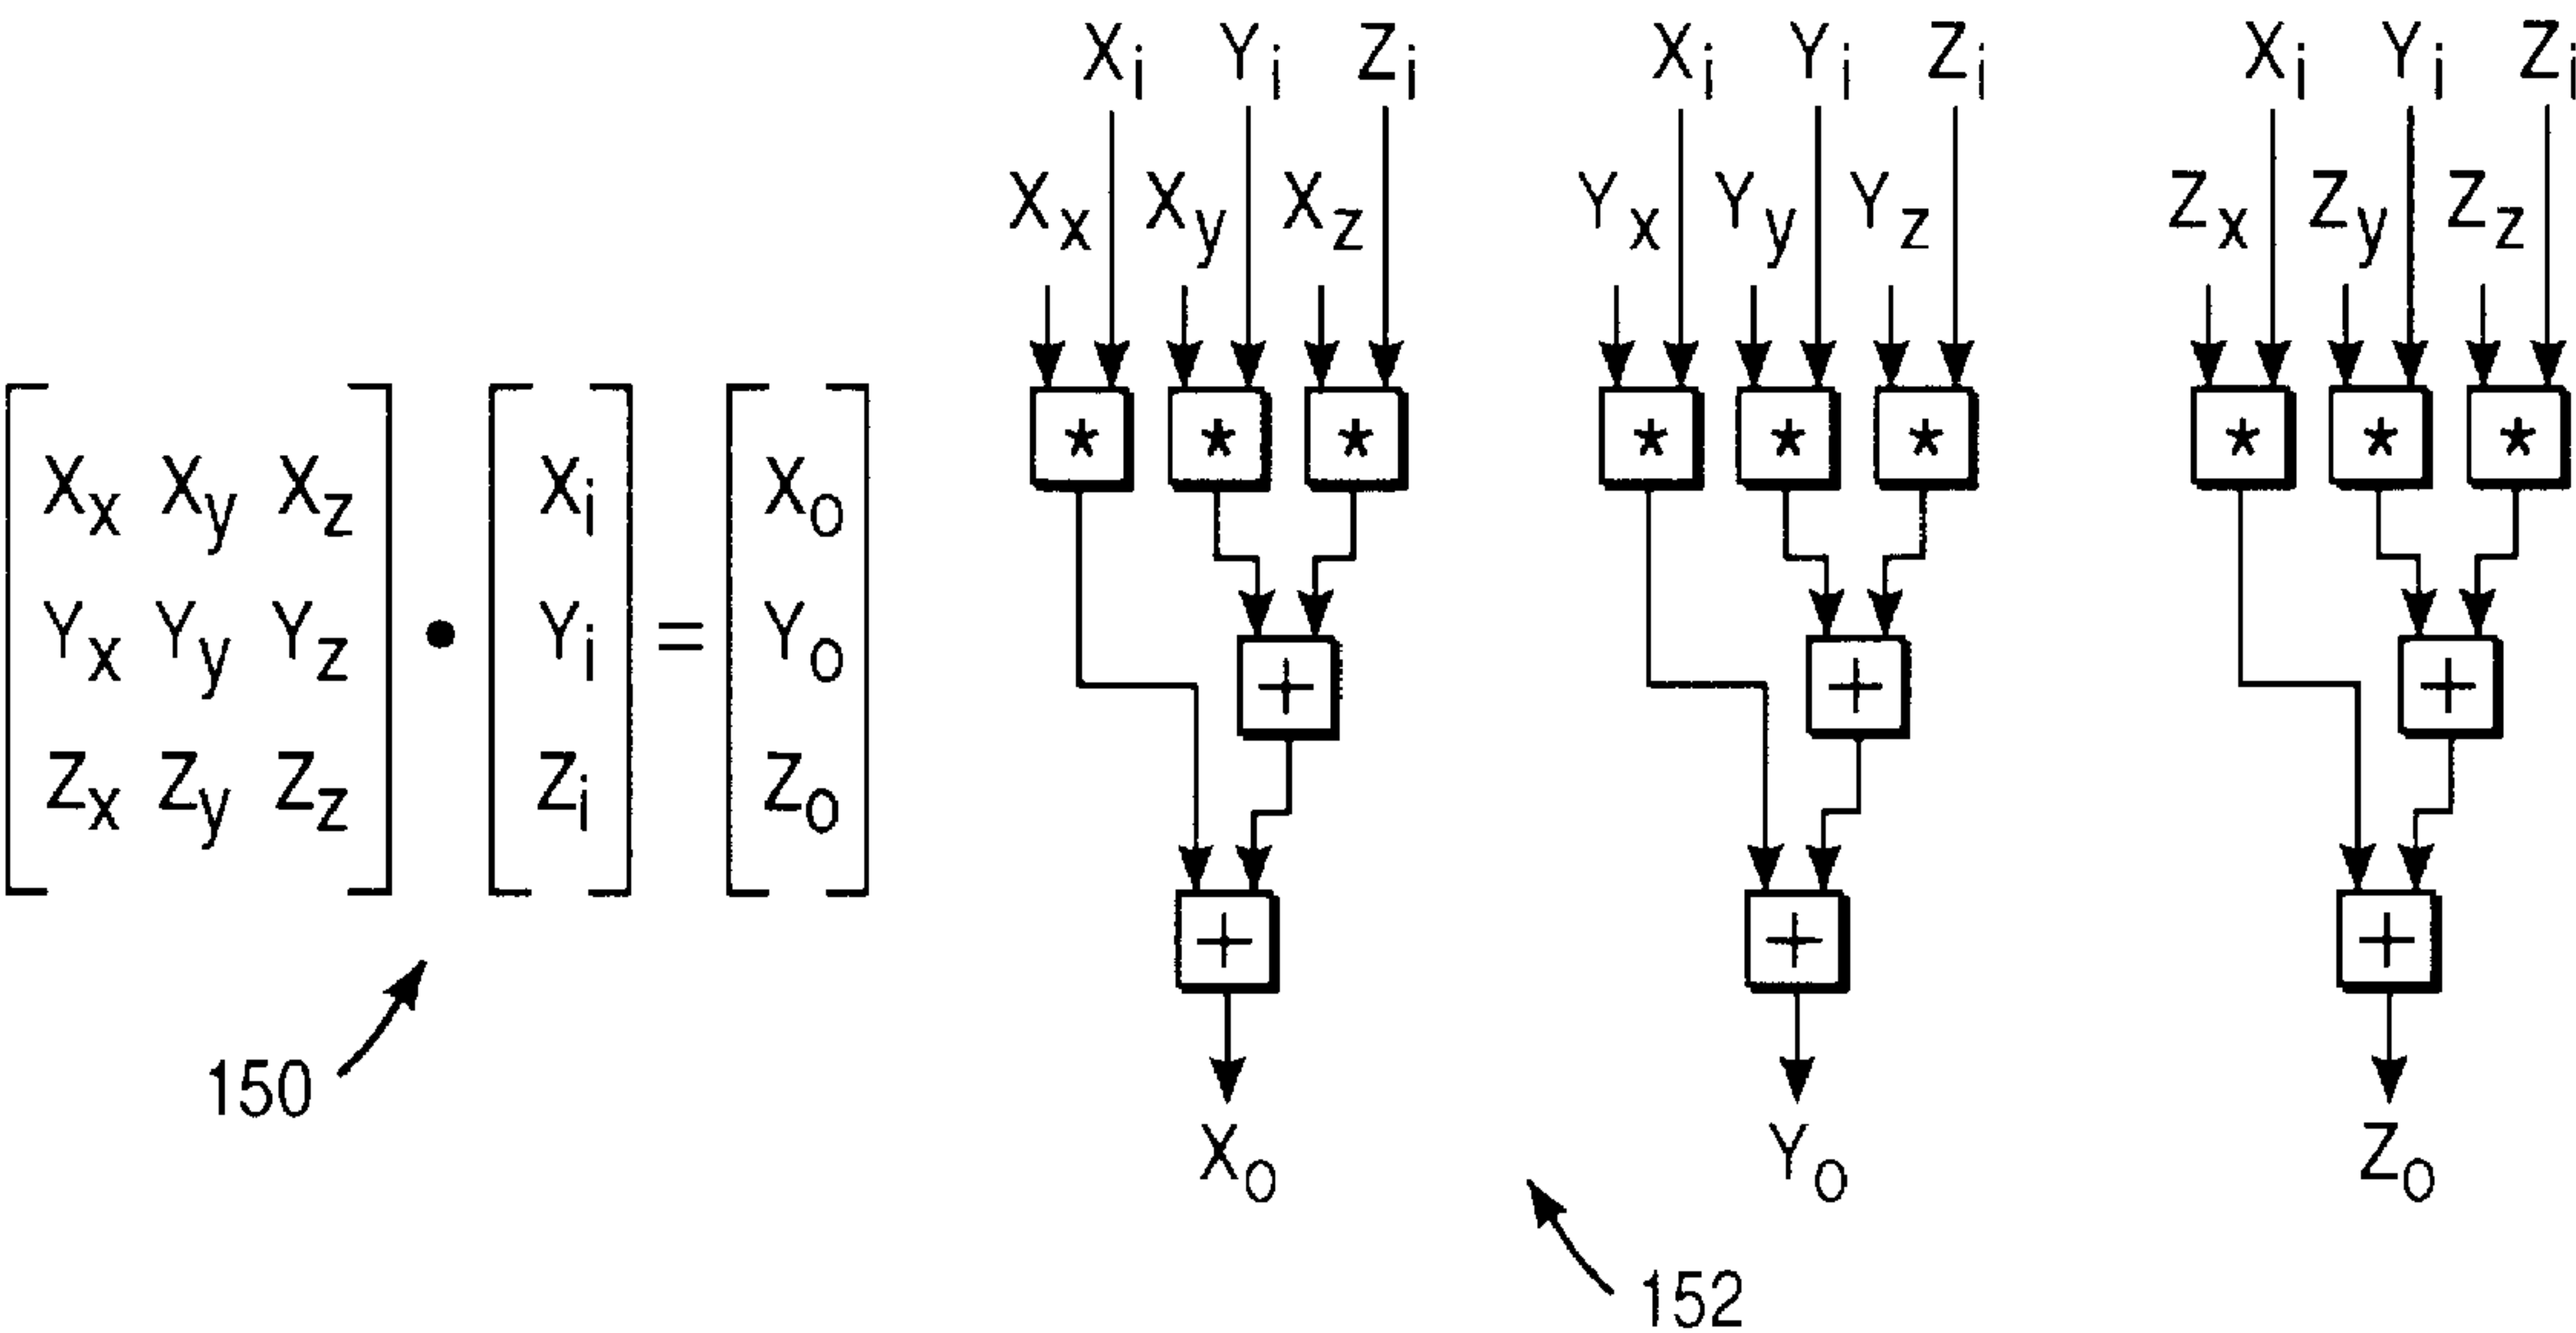 Xx Xy Xz
Yx Yy Yz
Zx Zy Zz
•
Xi
Yi
Zi
=
Xo
Yo
Zo
150
Xi Yi Zi
Xx Xy Xz
* * *
+
+
Xo
Xi Yi Zi
Yx Yy Yz
* * *
+
+
Yo
Xi Yi Zi
Zx Zy Zz
* * *
+
+
Zo
152